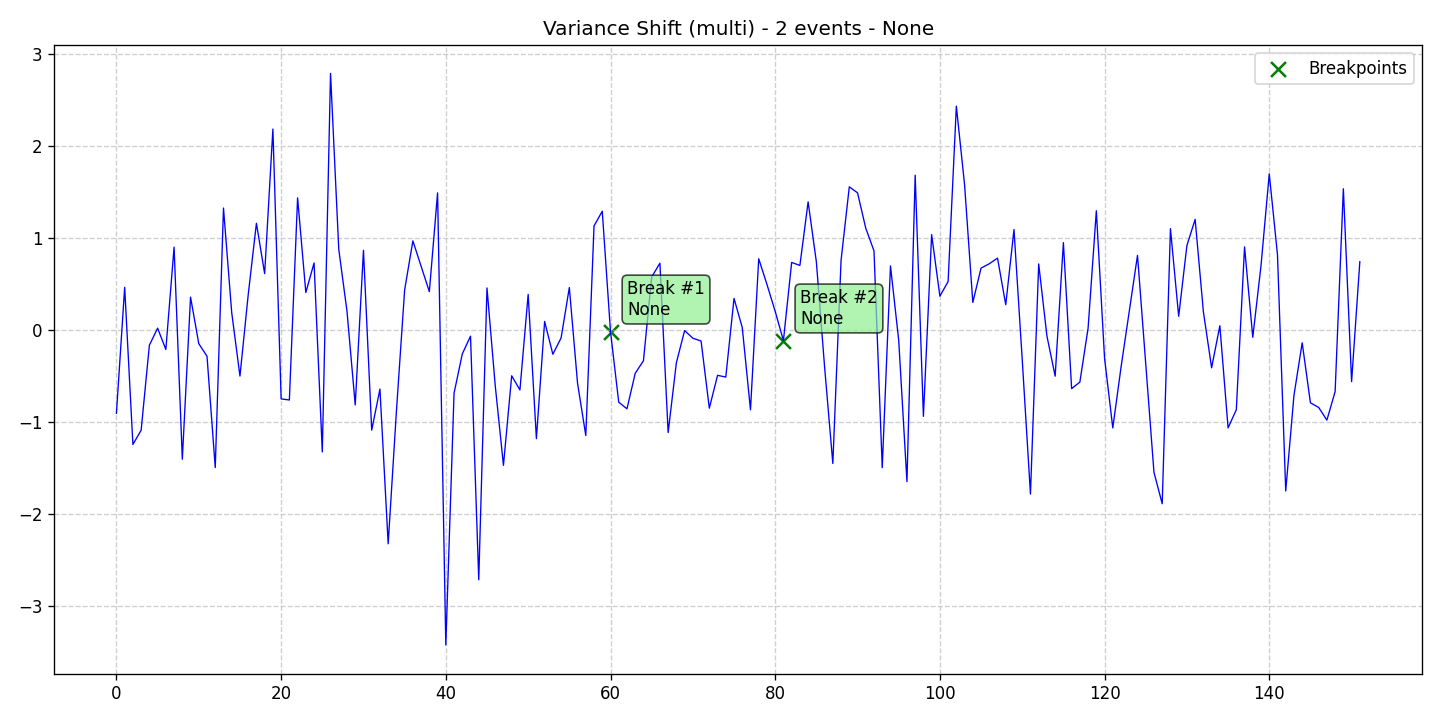 Variance Shift (multi) - 2 events - None
3
2
1
0
−1
−2
−3
Breakpoints
Break #1
None
Break #2
None
0
20
40
60
80
100
120
140